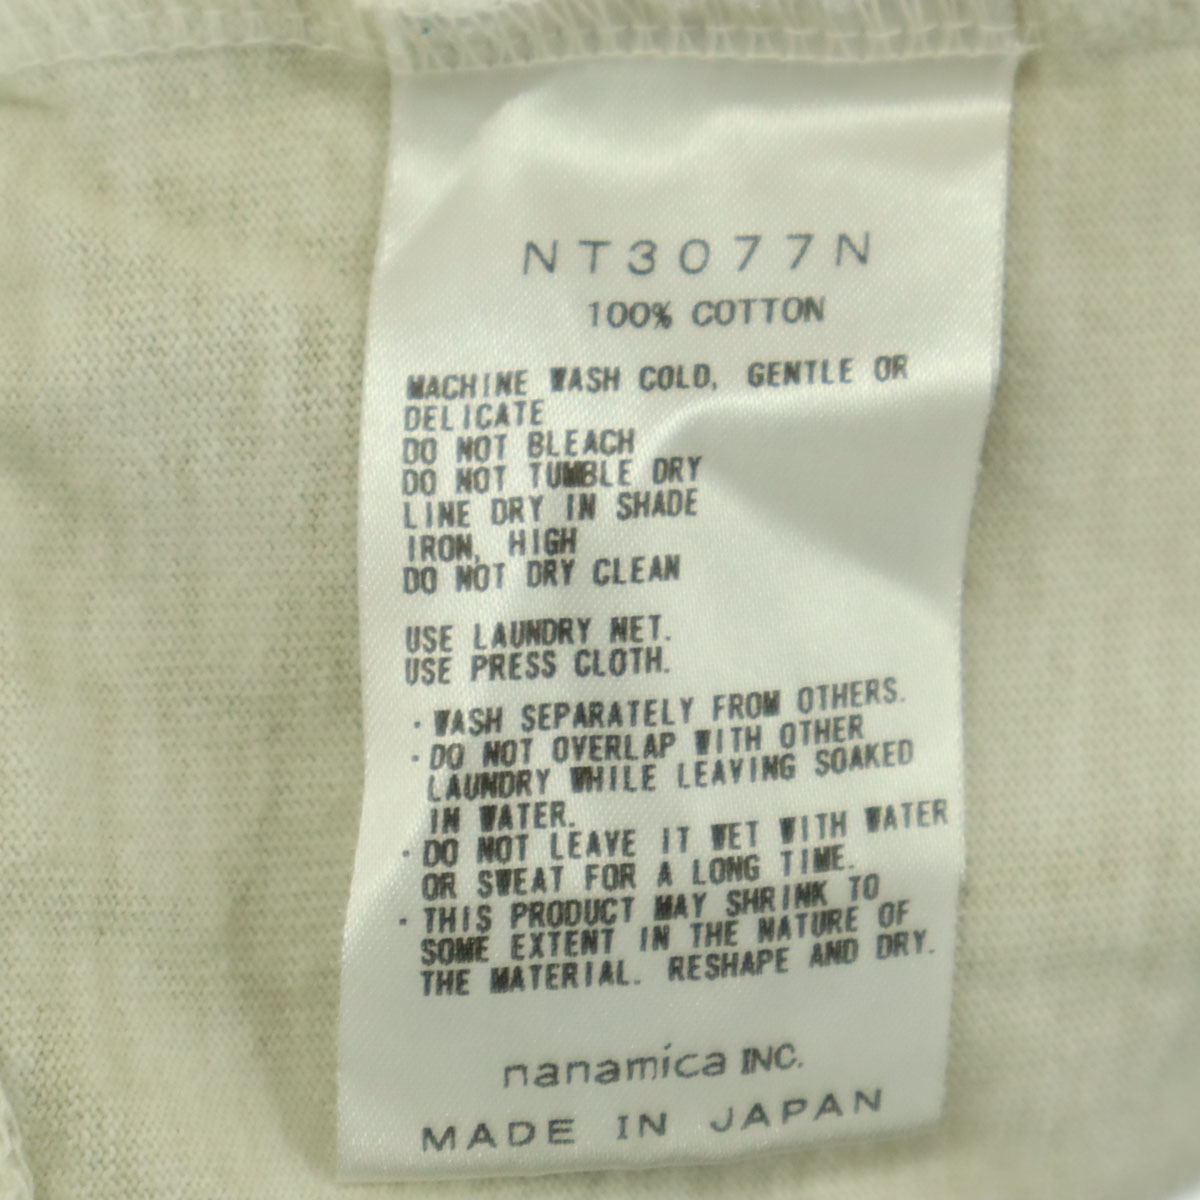 NT3077N
100% COTTON
MACHINE WASH COLD, GENTLE OR
DELICATE
DO NOT BLEACH
DO NOT TUMBLE DRY
LINE DRY IN SHADE
IRON, HIGH
DO NOT DRY CLEAN
USE LAUNDRY NET.
USE PRESS CLOTH.
· WASH SEPARATELY FROM OTHERS.
· DO NOT OVERLAP WITH OTHER
LAUNDRY WHILE LEAVING SOAKED
IN WATER.
· DO NOT LEAVE IT WET WITH WATER
OR SWEAT FOR A LONG TIME.
· THIS PRODUCT MAY SHRINK TO
SOME EXTENT IN THE NATURE OF
THE MATERIAL. RESHAPE AND DRY.
nanamica INC.
MADE IN JAPAN